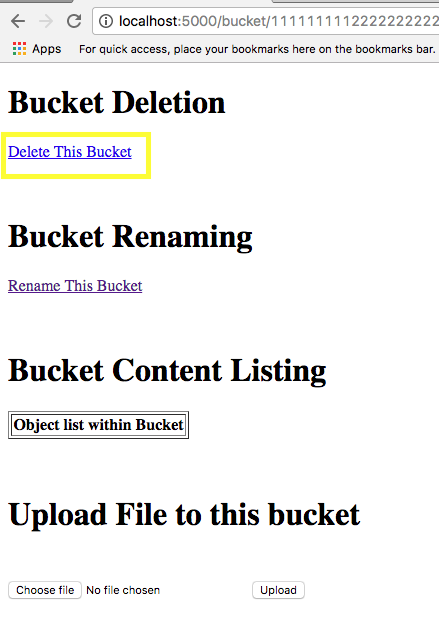 localhost:5000/bucket/11111111112222222222
Apps For quick access, place your bookmarks here on the bookmarks bar.
Bucket Deletion
Delete This Bucket
Bucket Renaming
Rename This Bucket
Bucket Content Listing
Object list within Bucket
Upload File to this bucket
Choose file No file chosen Upload